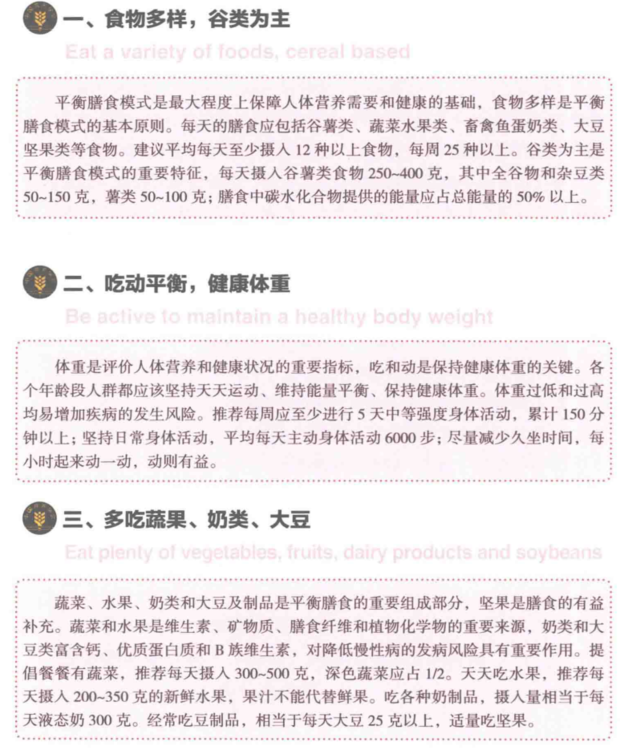 一、食物多样，谷类为主
Eat a variety of foods, cereal based
平衡膳食模式是最大程度上保障人体营养需要和健康的基础，食物多样是平衡
膳食模式的基本原则。每天的膳食应包括谷薯类、蔬菜水果类、畜禽鱼蛋奶类、大豆
坚果类等食物。建议平均每天至少摄入 12 种以上食物，每周 25 种以上。谷类为主是
平衡膳食模式的重要特征，每天摄入谷薯类食物 250~400 克，其中全谷物和杂豆类
50~150 克，薯类 50~100 克；膳食中碳水化合物提供的能量应占总能量的 50% 以上。
二、吃动平衡，健康体重
Be active to maintain a healthy body weight
体重是评价人体营养和健康状况的重要指标，吃和动是保持健康体重的关键。各
个年龄段人群都应该坚持天天运动、维持能量平衡、保持健康体重。体重过低和过高
均易增加疾病的发生风险。推荐每周应至少进行 5 天中等强度身体活动，累计 150 分
钟以上；坚持日常身体活动，平均每天主动身体活动 6000 步；尽量减少久坐时间，每
小时起来动一动，动则有益。
三、多吃蔬果、奶类、大豆
Eat plenty of vegetables, fruits, dairy products and soybeans
蔬菜、水果、奶类和大豆及制品是平衡膳食的重要组成部分，坚果是膳食的有益
补充。蔬菜和水果是维生素、矿物质、膳食纤维和植物化学物的重要来源，奶类和大
豆类富含钙、优质蛋白质和 B 族维生素，对降低慢性病的发病风险具有重要作用。提
倡餐餐有蔬菜，推荐每天摄入 300~500 克，深色蔬菜应占 1/2。天天吃水果，推荐每
天摄入 200~350 克的新鲜水果，果汁不能代替鲜果。吃各种奶制品，摄入量相当于每
天液态奶 300 克。经常吃豆制品，相当于每天大豆 25 克以上，适量吃坚果。